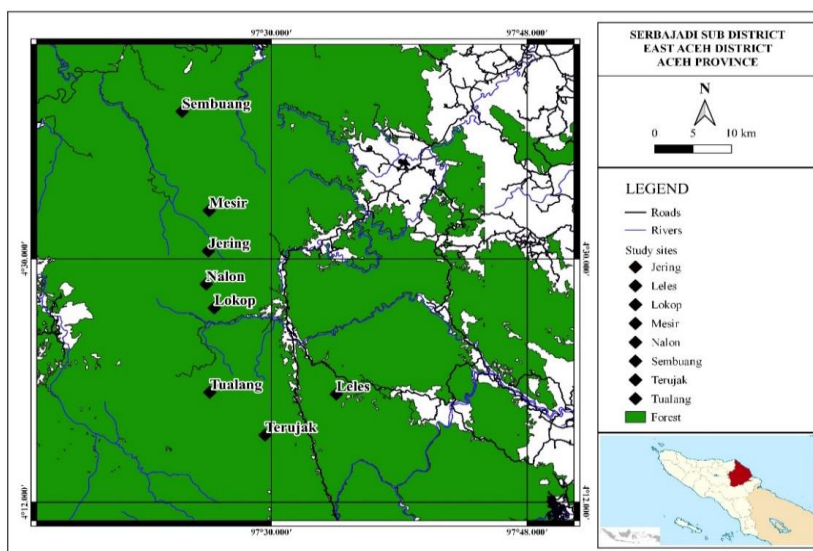 97°30.000'
97°48.000'
Sembuang
Mesir
Jering
Nalon
Lokop
Tualang
Leles
Terujak
4°30.000'
4°30.000'
4°12.000'
4°12.000'
97°30.000'
97°48.000'
SERBAJADI SUB DISTRICT
EAST ACEH DISTRICT
ACEH PROVINCE
N
0 5 10 km
LEGEND
Roads
Rivers
Study sites
Jering
Leles
Lokop
Mesir
Nalon
Sembuang
Terujak
Tualang
Forest